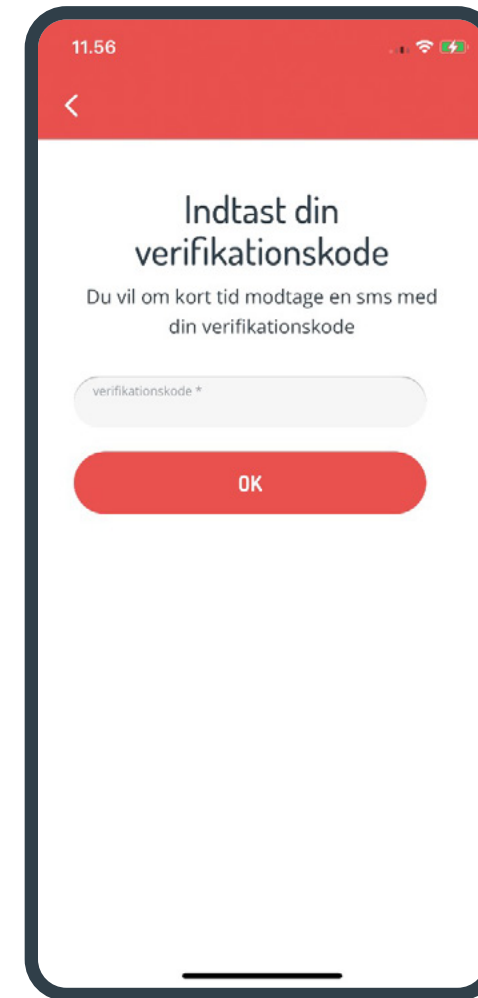 11.56
Indtast din
verifikationskode
Du vil om kort tid modtage en sms med
din verifikationskode
verifikationskode *
OK